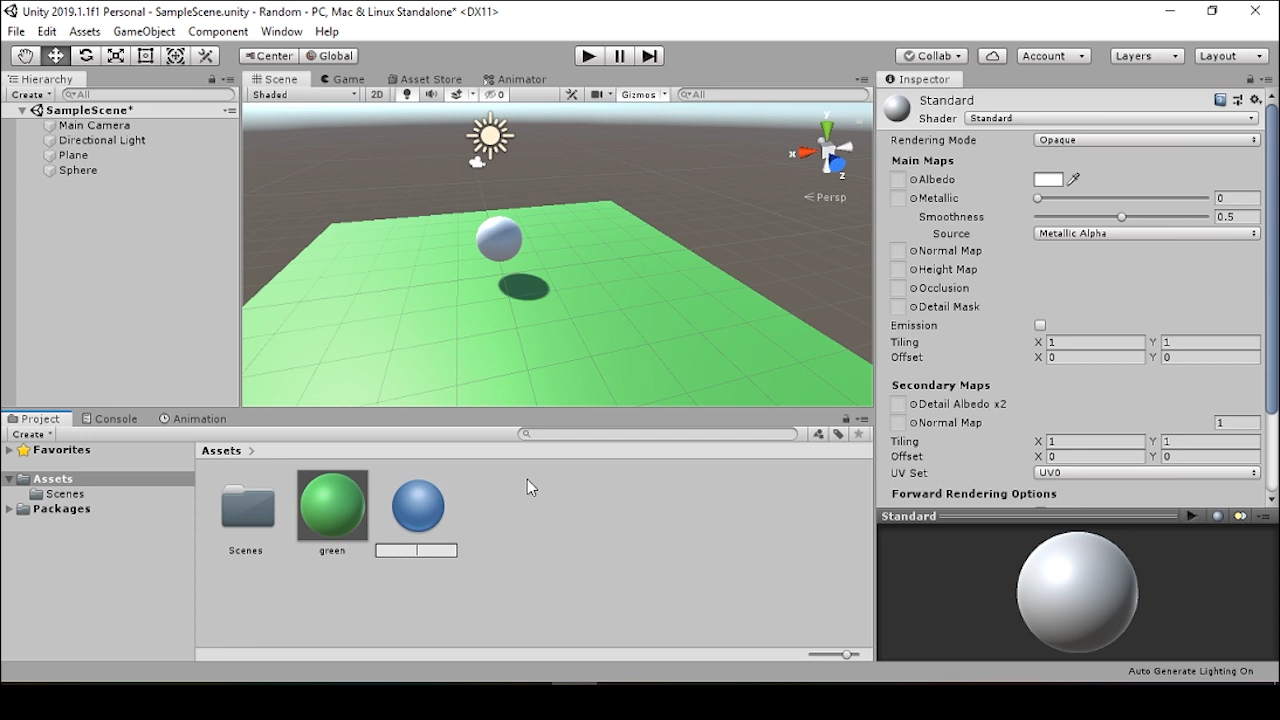 Unity 2019.1.1f1 Personal - SampleScene.unity - Random - PC, Mac & Linux Standalone* <DX11>
File Edit Assets GameObject Component Window Help
Center Global Collab Account Layers Layout
Hierarchy Scene Game Asset Store Animator Inspector
Create All Shaded 2D 0 Gizmos All
SampleScene*
Main Camera
Directional Light
Plane
Sphere
y
x
z
Persp
Standard
Shader Standard
Rendering Mode Opaque
Main Maps
Albedo
Metallic 0
Smoothness 0.5
Source Metallic Alpha
Normal Map
Height Map
Occlusion
Detail Mask
Emission
Tiling X 1 Y 1
Offset X 0 Y 0
Secondary Maps
Detail Albedo x2
Normal Map 1
Tiling X 1 Y 1
Offset X 0 Y 0
UV Set UV0
Forward Rendering Options
Standard
Project Console Animation
Create
Favorites
Assets
Scenes
Packages
Assets
Scenes green
Auto Generate Lighting On